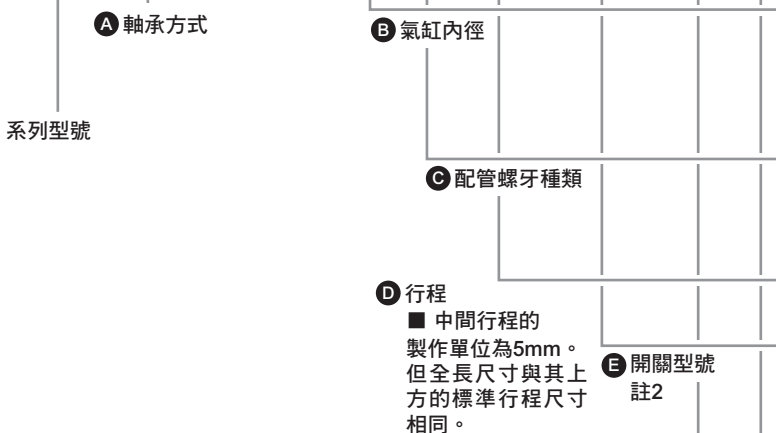 A 軸承方式
B 氣缸內徑
系列型號
C 配管螺牙種類
D 行程
■ 中間行程的
製作單位為5mm。
但全長尺寸與其上
方的標準行程尺寸
相同。
E 開關型號
註2